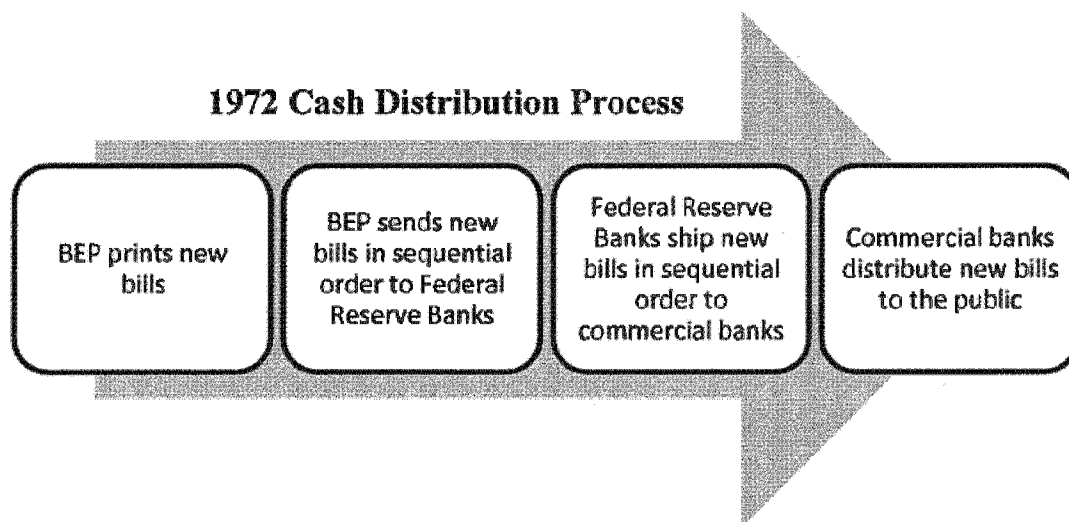 1972 Cash Distribution Process
BEP prints new
bills
BEP sends new
bills in sequential
order to Federal
Reserve Banks
Federal Reserve
Banks ship new
bills in sequential
order to
commercial banks
Commercial banks
distribute new bills
to the public